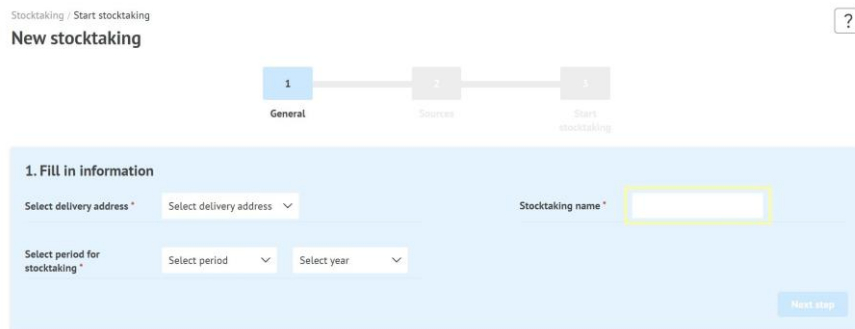 Stocktaking / Start stocktaking
?
New stocktaking
1
2
3
General
Sources
Start
stocktaking
1. Fill in information
Select delivery address *
Select delivery address
Stocktaking name *
Select period for
stocktaking *
Select period
Select year
Next step